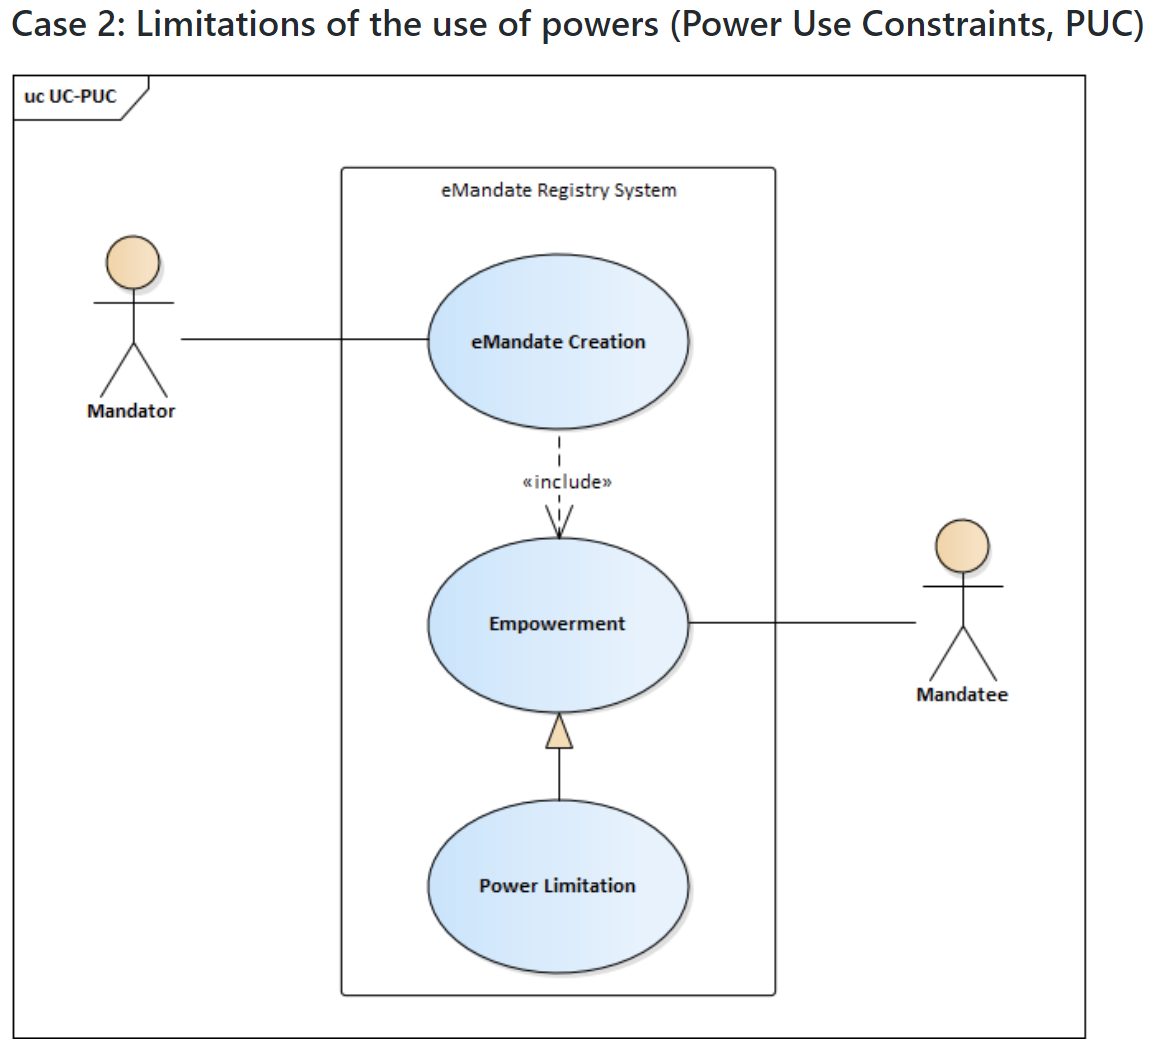 Case 2: Limitations of the use of powers (Power Use Constraints, PUC)
uc UC-PUC
eMandate Registry System
eMandate Creation
Mandator
«include»
Empowerment
Mandatee
Power Limitation